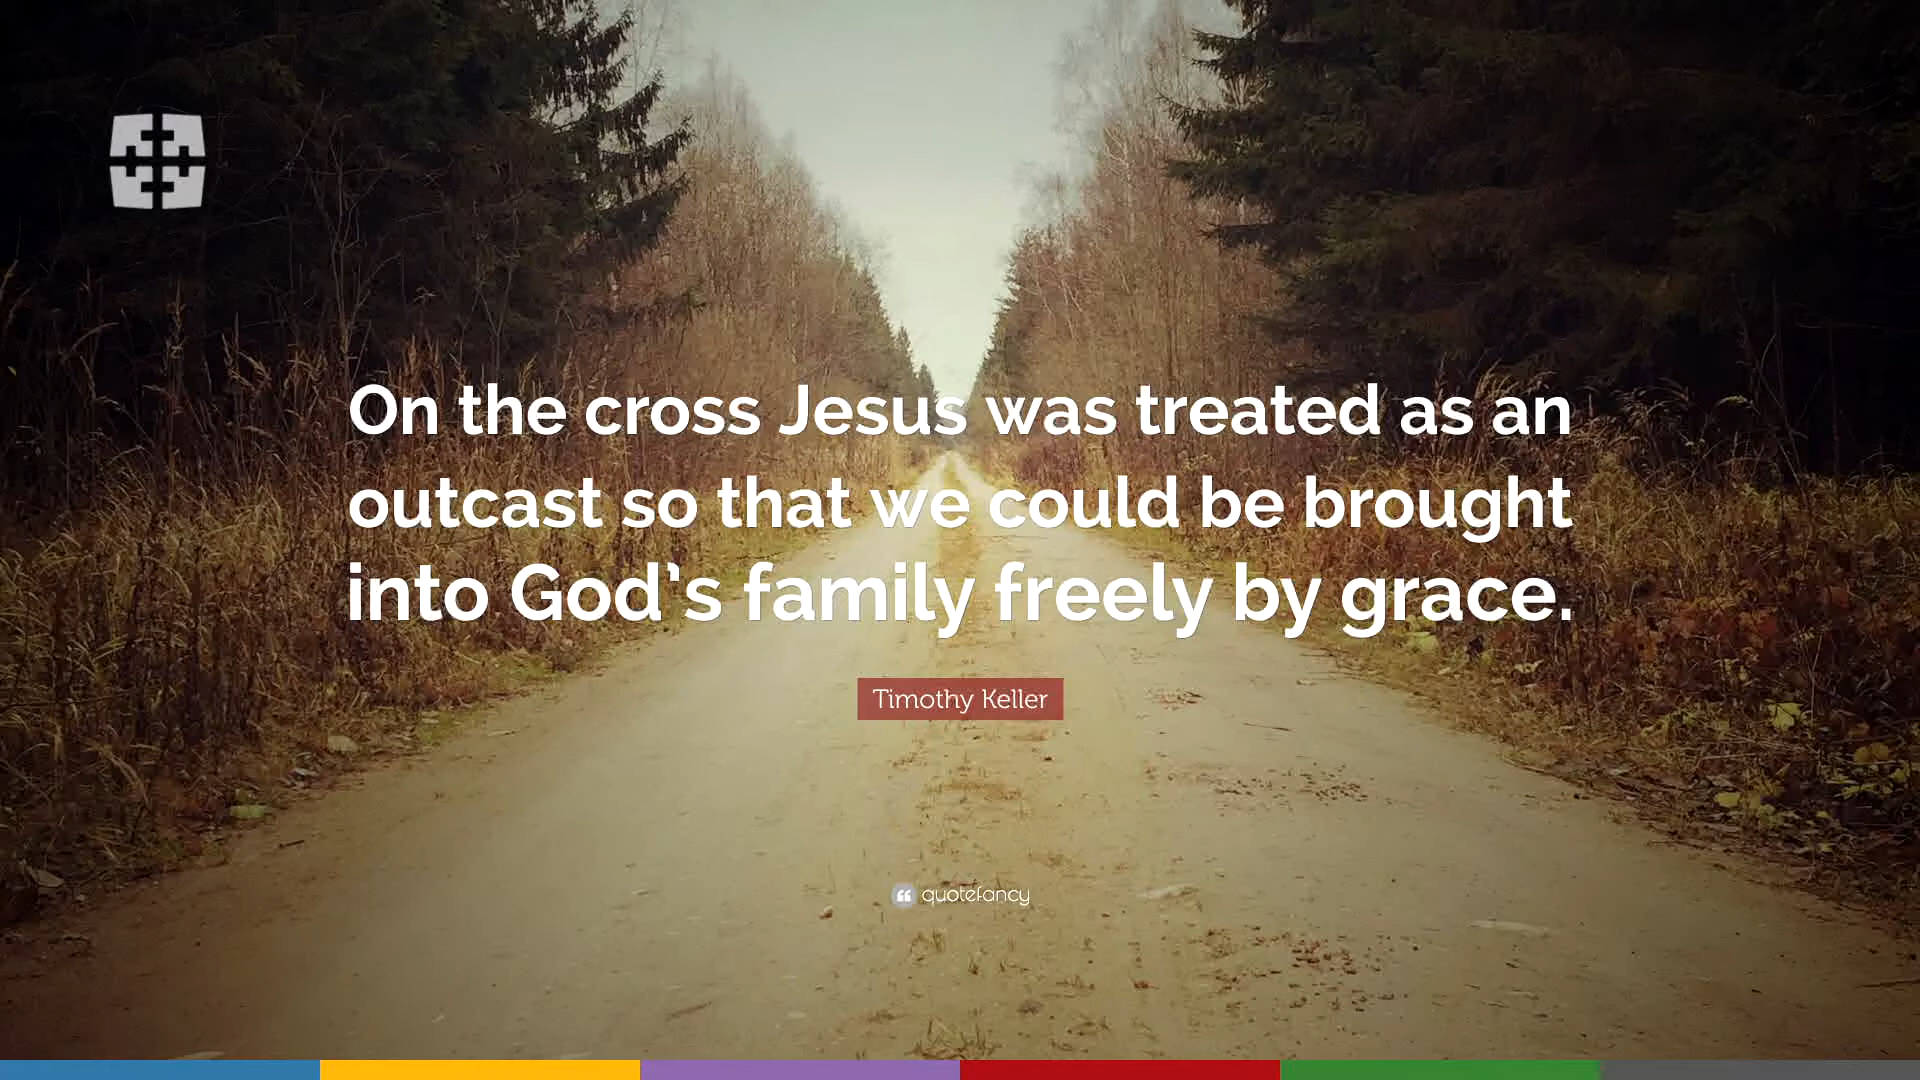 On the cross Jesus was treated as an
outcast so that we could be brought
into God’s family freely by grace.
Timothy Keller
quotefancy